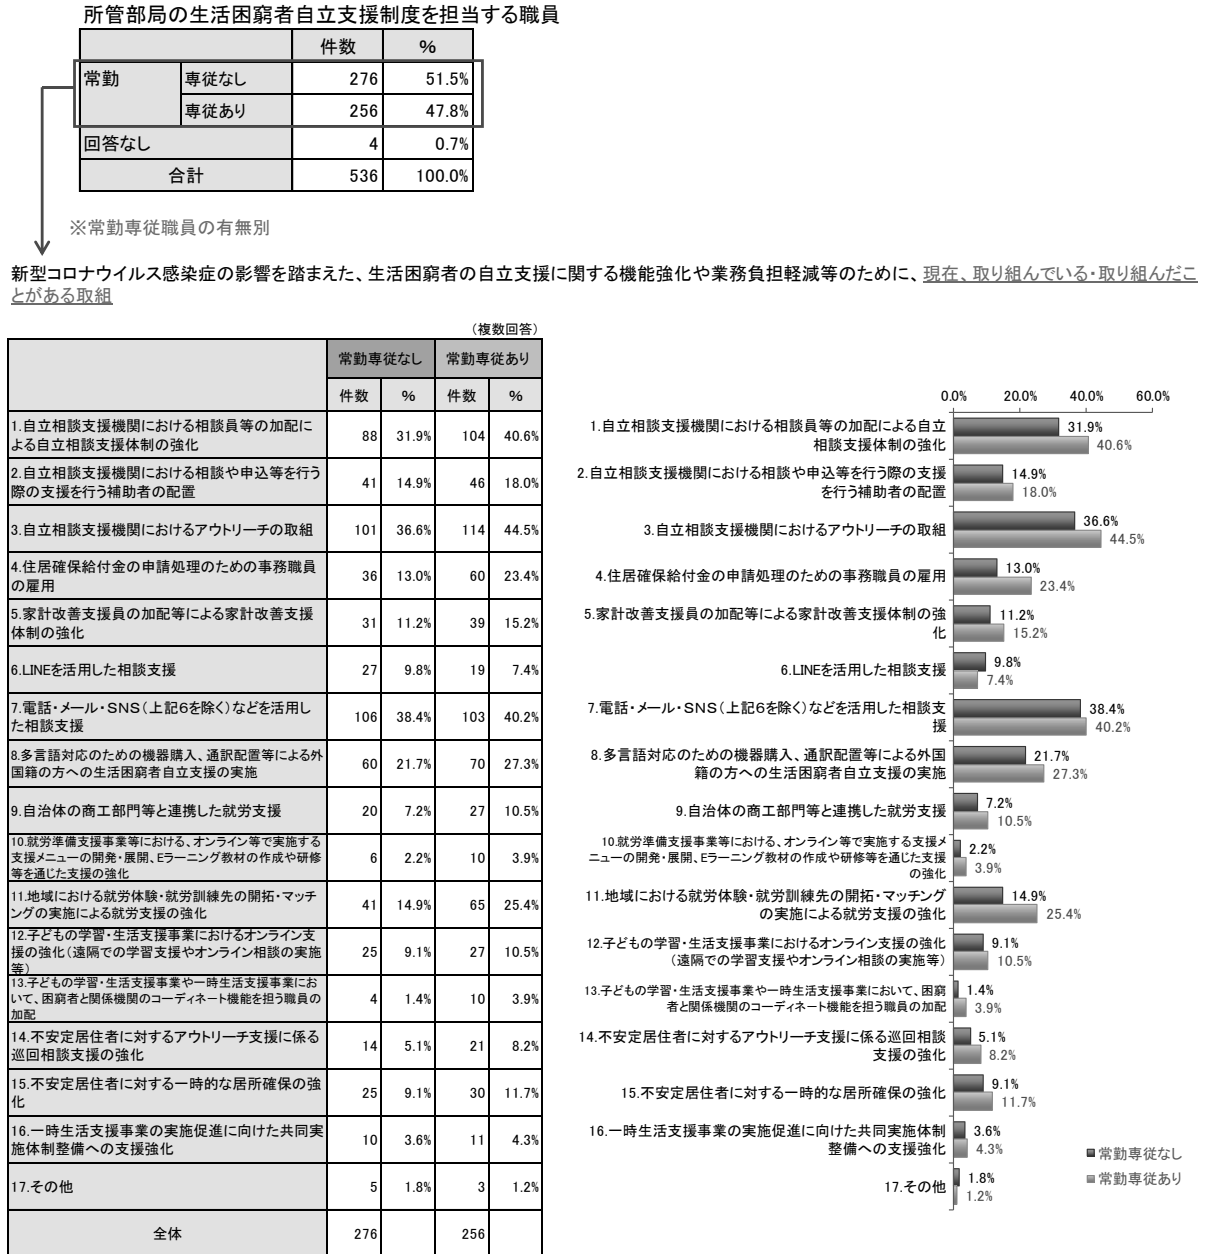 所管部局の生活困窮者自立支援制度を担当する職員
件数 %
常勤 専従なし 276 51.5%
専従あり 256 47.8%
回答なし 4 0.7%
合計 536 100.0%
※常勤専従職員の有無別
新型コロナウイルス感染症の影響を踏まえた、生活困窮者の自立支援に関する機能強化や業務負担軽減等のために、現在、取り組んでいる・取り組んだこ
とがある取組
（複数回答）
常勤専従なし 常勤専従あり
件数 % 件数 %
1.自立相談支援機関における相談員等の加配に
よる自立相談支援体制の強化 88 31.9% 104 40.6%
2.自立相談支援機関における相談や申込等を行う
際の支援を行う補助者の配置 41 14.9% 46 18.0%
3.自立相談支援機関におけるアウトリーチの取組 101 36.6% 114 44.5%
4.住居確保給付金の申請処理のための事務職員
の雇用 36 13.0% 60 23.4%
5.家計改善支援員の加配等による家計改善支援
体制の強化 31 11.2% 39 15.2%
6.LINEを活用した相談支援 27 9.8% 19 7.4%
7.電話・メール・SNS（上記6を除く）などを活用し
た相談支援 106 38.4% 103 40.2%
8.多言語対応のための機器購入、通訳配置等による外
国籍の方への生活困窮者自立支援の実施 60 21.7% 70 27.3%
9.自治体の商工部門等と連携した就労支援 20 7.2% 27 10.5%
10.就労準備支援事業等における、オンライン等で実施する
支援メニューの開発・展開、Eラーニング教材の作成や研修
等を通じた支援の強化 6 2.2% 10 3.9%
11.地域における就労体験・就労訓練先の開拓・マッチ
ングの実施による就労支援の強化 41 14.9% 65 25.4%
12.子どもの学習・生活支援事業におけるオンライン支
援の強化（遠隔での学習支援やオンライン相談の実施
等） 25 9.1% 27 10.5%
13.子どもの学習・生活支援事業や一時生活支援事業にお
いて、困窮者と関係機関のコーディネート機能を担う職員の
加配 4 1.4% 10 3.9%
14.不安定居住者に対するアウトリーチ支援に係る
巡回相談支援の強化 14 5.1% 21 8.2%
15.不安定居住者に対する一時的な居所確保の強
化 25 9.1% 30 11.7%
16.一時生活支援事業の実施促進に向けた共同実
施体制整備への支援強化 10 3.6% 11 4.3%
17.その他 5 1.8% 3 1.2%
全体 276 256
0.0% 20.0% 40.0% 60.0%
1.自立相談支援機関における相談員等の加配による自立
相談支援体制の強化
31.9%
40.6%
2.自立相談支援機関における相談や申込等を行う際の支援
を行う補助者の配置
14.9%
18.0%
3.自立相談支援機関におけるアウトリーチの取組
36.6%
44.5%
4.住居確保給付金の申請処理のための事務職員の雇用
13.0%
23.4%
5.家計改善支援員の加配等による家計改善支援体制の強
化
11.2%
15.2%
6.LINEを活用した相談支援
9.8%
7.4%
7.電話・メール・SNS（上記6を除く）などを活用した相談支
援
38.4%
40.2%
8.多言語対応のための機器購入、通訳配置等による外国
籍の方への生活困窮者自立支援の実施
21.7%
27.3%
9.自治体の商工部門等と連携した就労支援
7.2%
10.5%
10.就労準備支援事業等における、オンライン等で実施する支援メ
ニューの開発・展開、Eラーニング教材の作成や研修等を通じた支援
の強化
2.2%
3.9%
11.地域における就労体験・就労訓練先の開拓・マッチング
の実施による就労支援の強化
14.9%
25.4%
12.子どもの学習・生活支援事業におけるオンライン支援の強化
（遠隔での学習支援やオンライン相談の実施等）
9.1%
10.5%
13.子どもの学習・生活支援事業や一時生活支援事業において、困窮
者と関係機関のコーディネート機能を担う職員の加配
1.4%
3.9%
14.不安定居住者に対するアウトリーチ支援に係る巡回相談
支援の強化
5.1%
8.2%
15.不安定居住者に対する一時的な居所確保の強化
9.1%
11.7%
16.一時生活支援事業の実施促進に向けた共同実施体制
整備への支援強化
3.6%
4.3%
17.その他
1.8%
1.2%
常勤専従なし
常勤専従あり